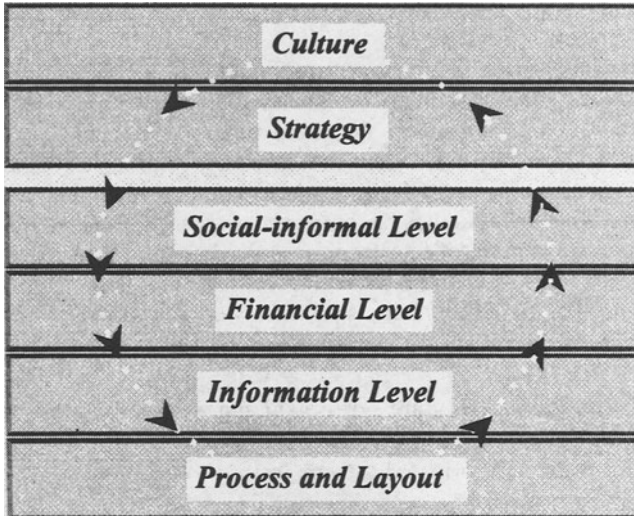 Culture
Strategy
Social-informal Level
Financial Level
Information Level
Process and Layout